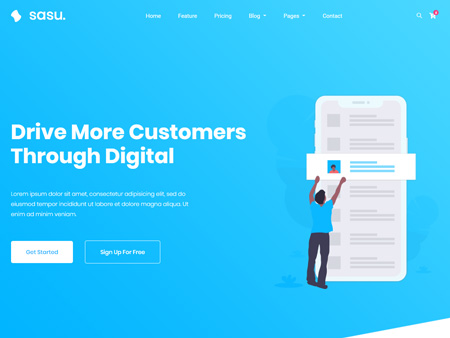 sasu.
Home Feature Pricing Blog Pages Contact
Drive More Customers
Through Digital
Lorem ipsum dolor sit amet, consectetur adipisicing elit, sed do eiusmod
tempor incididunt ut labore et dolore magna aliqua. Ut
enim ad minim veniam.
Get Started Sign Up For Free